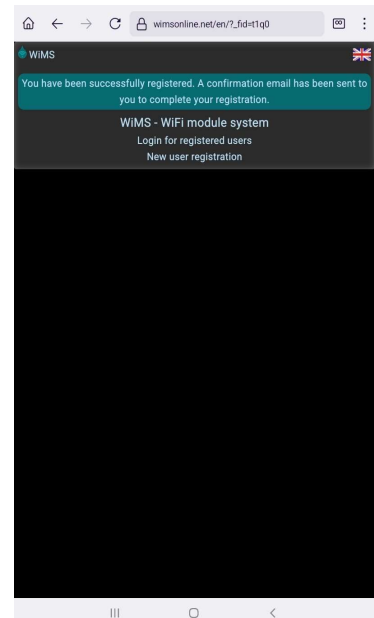 wimsonline.net/en/?_fid=t1q0
WiMS
You have been successfully registered. A confirmation email has been sent to
you to complete your registration.
WiMS - WiFi module system
Login for registered users
New user registration